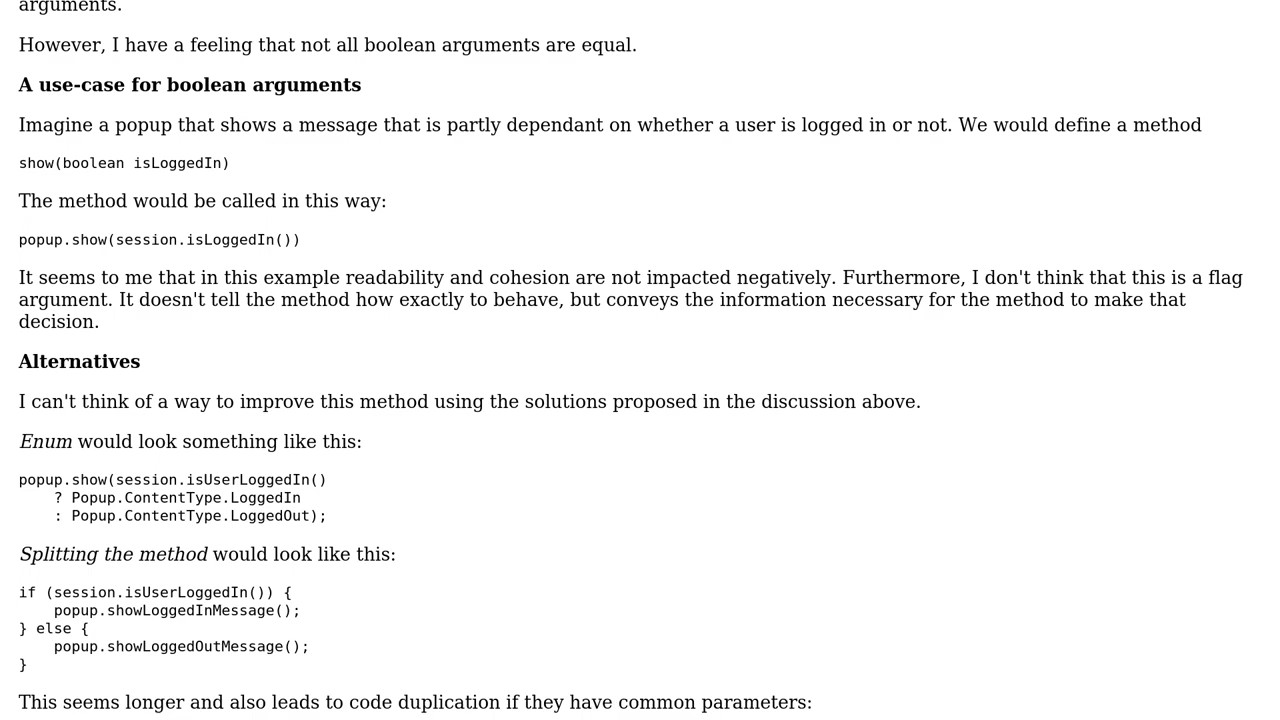 arguments.
However, I have a feeling that not all boolean arguments are equal.
A use-case for boolean arguments
Imagine a popup that shows a message that is partly dependant on whether a user is logged in or not. We would define a method
show(boolean isLoggedIn)
The method would be called in this way:
popup.show(session.isLoggedIn())
It seems to me that in this example readability and cohesion are not impacted negatively. Furthermore, I don't think that this is a flag
argument. It doesn't tell the method how exactly to behave, but conveys the information necessary for the method to make that
decision.
Alternatives
I can't think of a way to improve this method using the solutions proposed in the discussion above.
Enum would look something like this:
popup.show(session.isUserLoggedIn()
    ? Popup.ContentType.LoggedIn
    : Popup.ContentType.LoggedOut);
Splitting the method would look like this:
if (session.isUserLoggedIn()) {
    popup.showLoggedInMessage();
} else {
    popup.showLoggedOutMessage();
}
This seems longer and also leads to code duplication if they have common parameters: